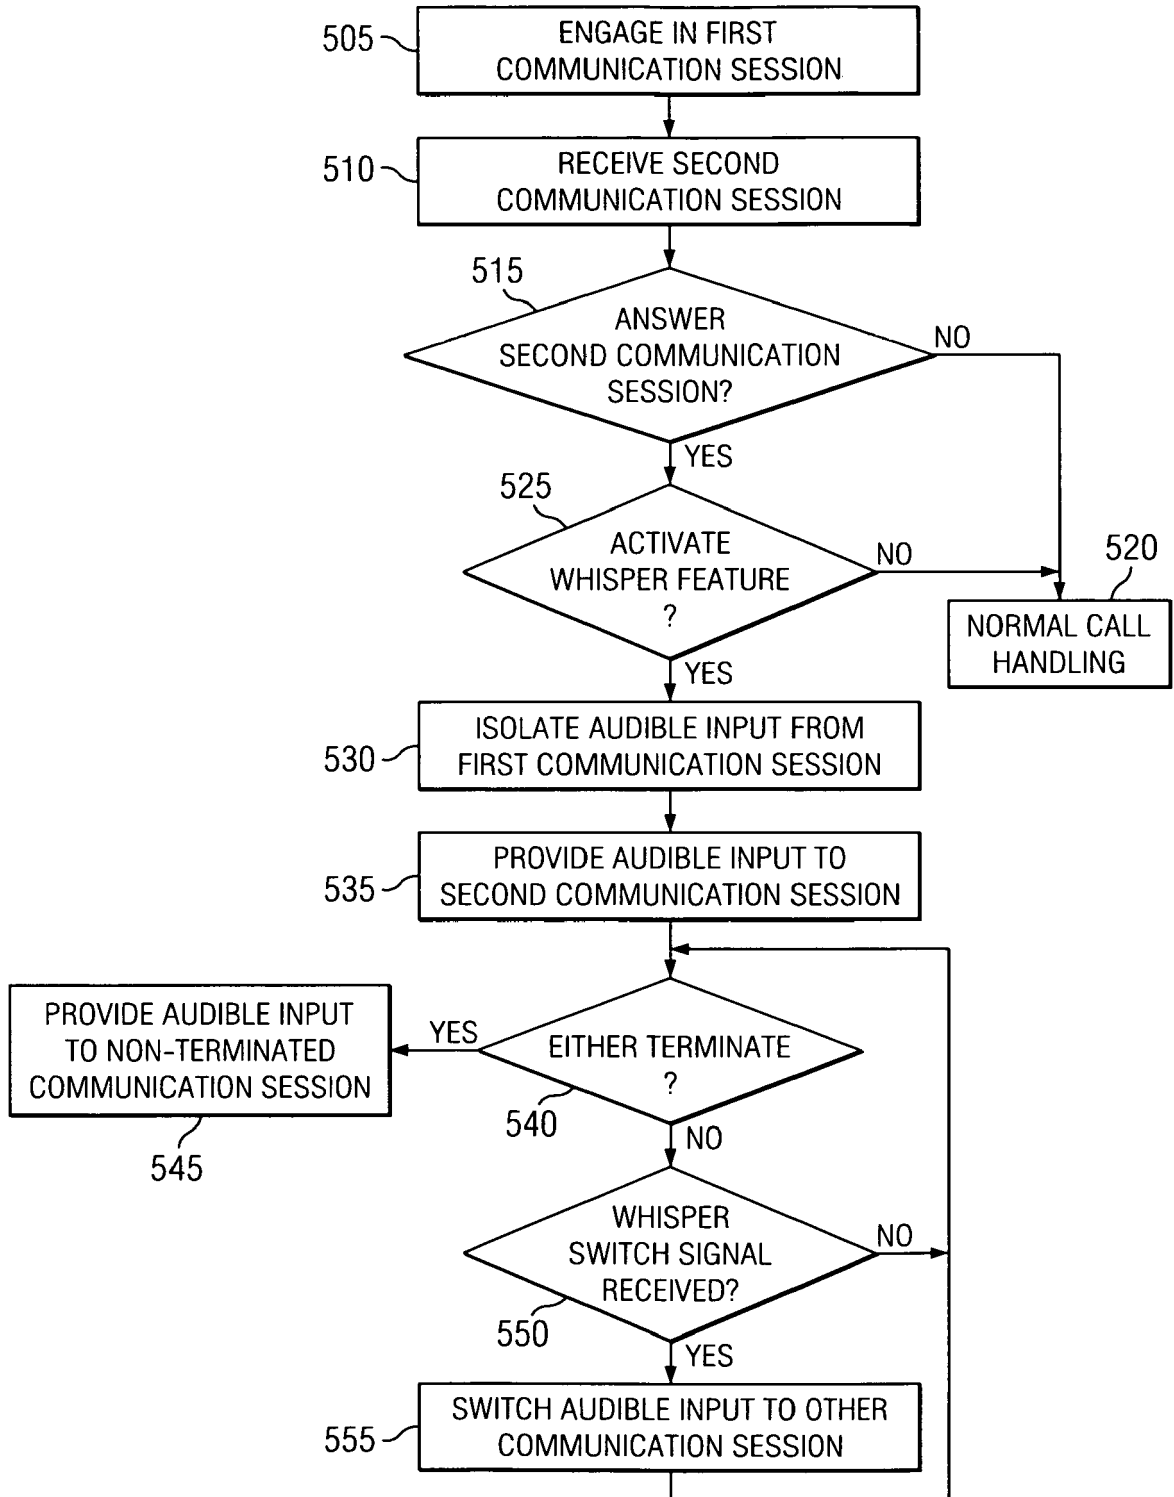 505
ENGAGE IN FIRST
COMMUNICATION SESSION
510
RECEIVE SECOND
COMMUNICATION SESSION
515
ANSWER
SECOND COMMUNICATION
SESSION?
NO
YES
525
ACTIVATE
WHISPER FEATURE
?
NO
520
NORMAL CALL
HANDLING
YES
530
ISOLATE AUDIBLE INPUT FROM
FIRST COMMUNICATION SESSION
535
PROVIDE AUDIBLE INPUT TO
SECOND COMMUNICATION SESSION
PROVIDE AUDIBLE INPUT
TO NON-TERMINATED
COMMUNICATION SESSION
545
YES
EITHER TERMINATE
?
540
NO
WHISPER
SWITCH SIGNAL
RECEIVED?
NO
550
YES
555
SWITCH AUDIBLE INPUT TO OTHER
COMMUNICATION SESSION